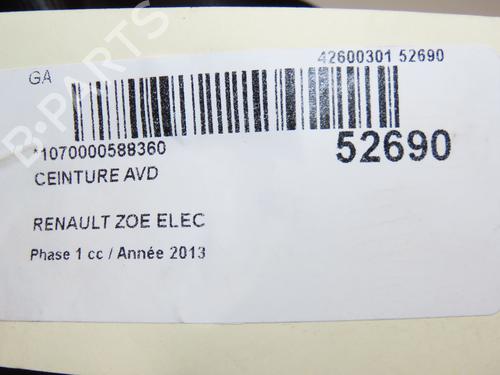 GA 42600301 52690
*1070000588360 52690
CEINTURE AVD
RENAULT ZOE ELEC
Phase 1 cc / Année 2013
B-PARTS